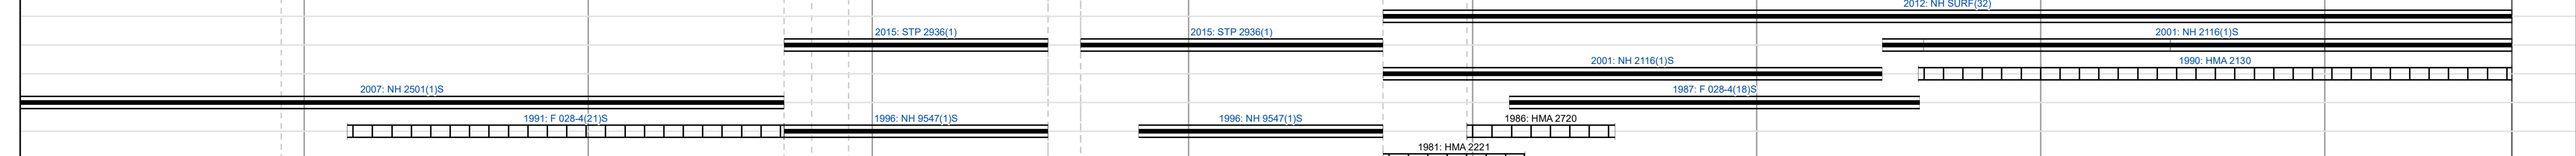 2012: NH SURF(32)
2015: STP 2936(1)
2015: STP 2936(1)
2001: NH 2116(1)S
2001: NH 2116(1)S
1990: HMA 2130
2007: NH 2501(1)S
1987: F 028-4(18)S
1991: F 028-4(21)S
1996: NH 9547(1)S
1996: NH 9547(1)S
1986: HMA 2720
1981: HMA 2221